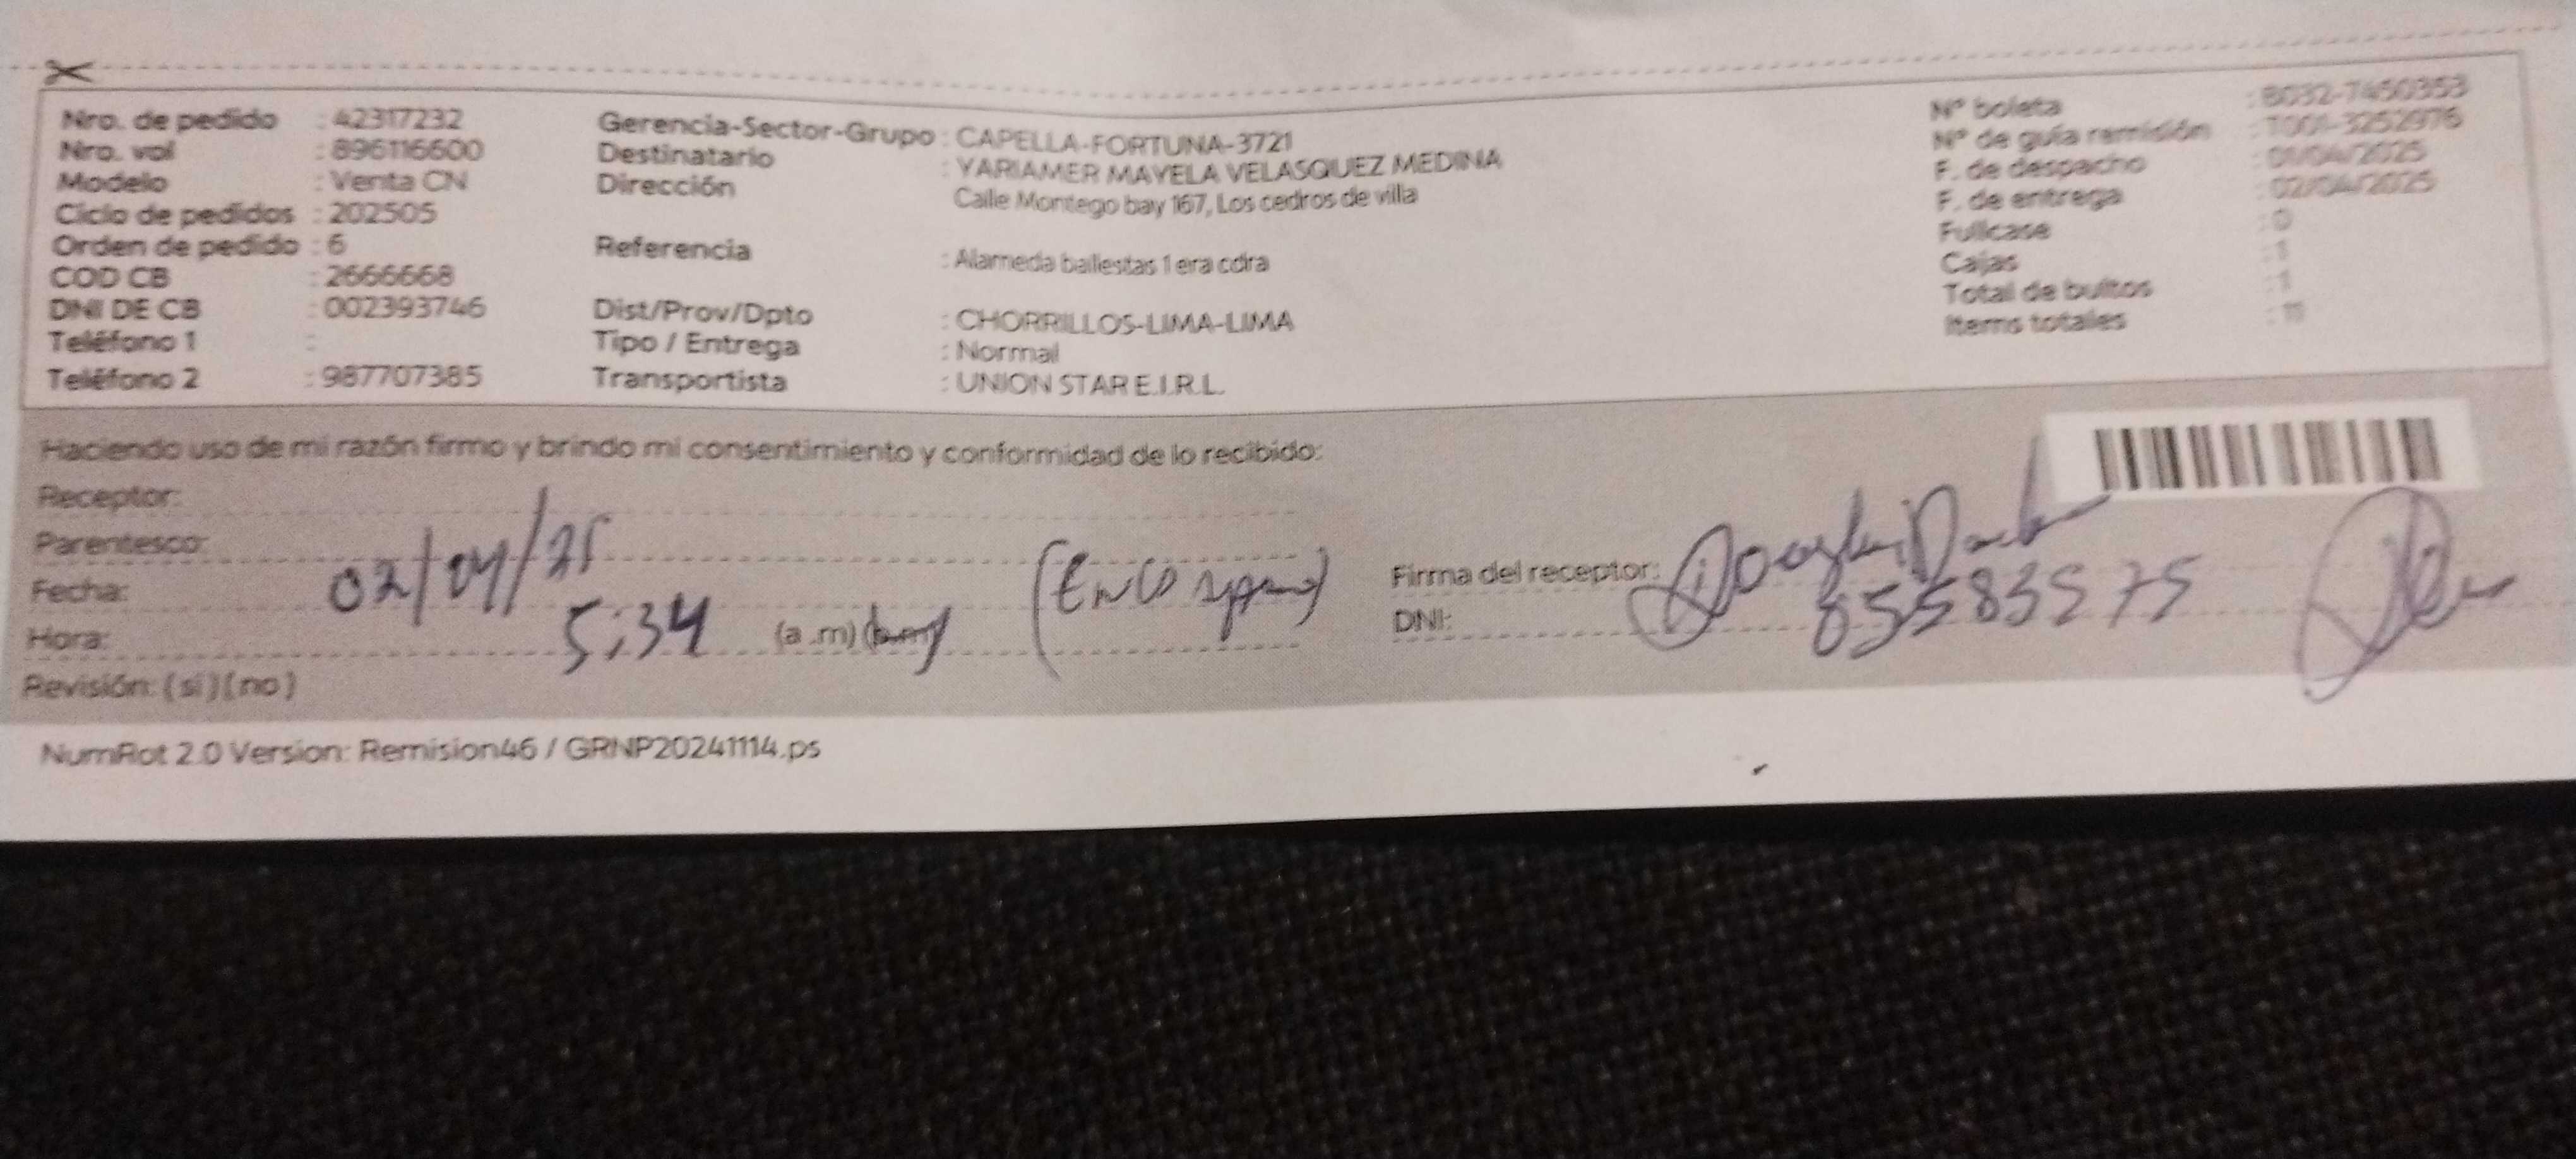 Nro. de pedido : 42317232
Nro. vol : 896116600
Modelo : Venta CN
Ciclo de pedidos : 202505
Orden de pedido : 6
COD CB : 2666668
DNI DE CB : 002393746
Teléfono 1 :
Teléfono 2 : 987707385
Gerencia-Sector-Grupo : CAPELLA-FORTUNA-3721
Destinatario : YARIAMER MAYELA VELASQUEZ MEDINA
Dirección Calle Montego bay 167, Los cedros de villa
Referencia : Alameda ballestas 1 era cdra
Dist/Prov/Dpto : CHORRILLOS-LIMA-LIMA
Tipo / Entrega : Normal
Transportista : UNION STAR E.I.R.L.
Nº boleta : B032-7450353
Nº de guía remisión : T001-3252976
F. de despacho : 01/04/2025
F. de entrega : 02/04/2025
Fullcase : 0
Cajas : 1
Total de bultos : 1
Items totales : 11
Haciendo uso de mi razón firmo y brindo mi consentimiento y conformidad de lo recibido:
Receptor:
Parentesco:
Fecha: 02/04/25
Hora: 5:34 (a .m) (p.m)
Revisión: (si) (no)
Firma del receptor:
DNI:
NumRot 2.0 Version: Remision46 / GRNP20241114.ps